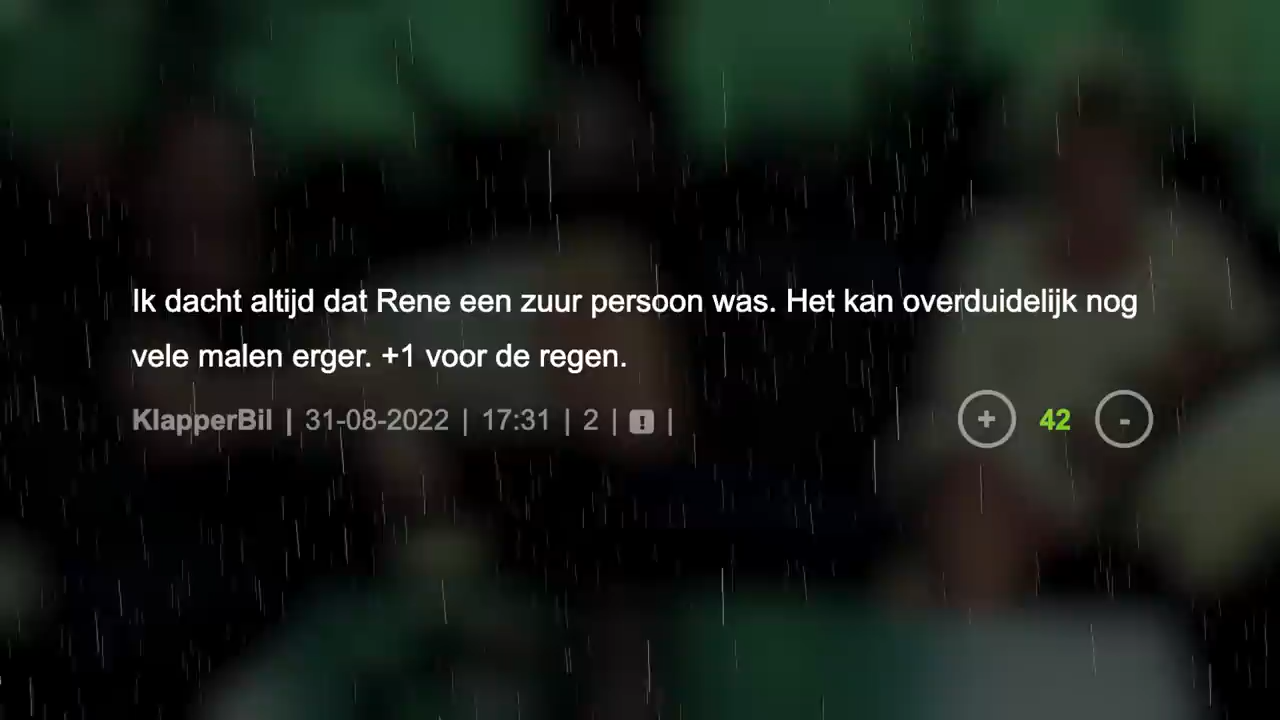 Ik dacht altijd dat Rene een zuur persoon was. Het kan overduidelijk nog
vele malen erger. +1 voor de regen.
KlapperBil | 31-08-2022 | 17:31 | 2 | ! | + 42 -